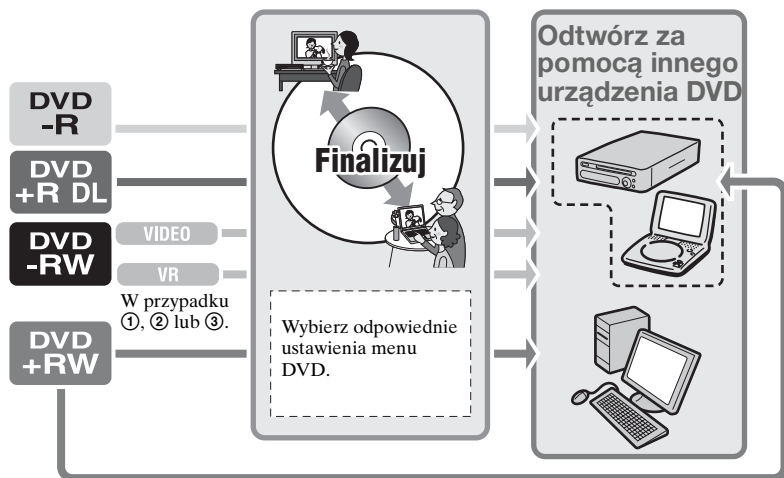 DVD
-R
DVD
+R DL
DVD
-RW
VIDEO
VR
W przypadku
①, ② lub ③.
DVD
+RW
Finalizuj
Wybierz odpowiednie
ustawienia menu
DVD.
Odtwórz za
pomocą innego
urządzenia DVD